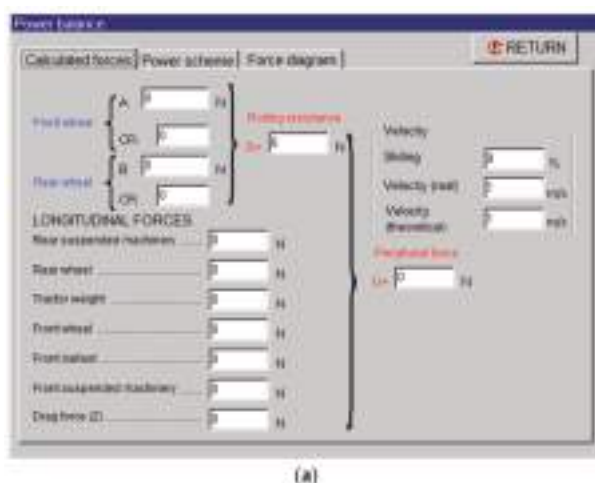 Power balance
RETURN
Calculated forces Power scheme Force diagram
Front wheel
A:
N
CR:
Rolling resistance
N
Rear wheel
B:
N
CR:
LONGITUDINAL FORCES
Rear suspended machinery N
Rear wheel N
Tractor weight N
Front wheel N
Front ballast N
Front suspended machinery N
Drag force (Z) N
Velocity
Sliding %
Velocity (real) m/s
Velocity (theoretical) m/s
Peripheral force
N
(a)